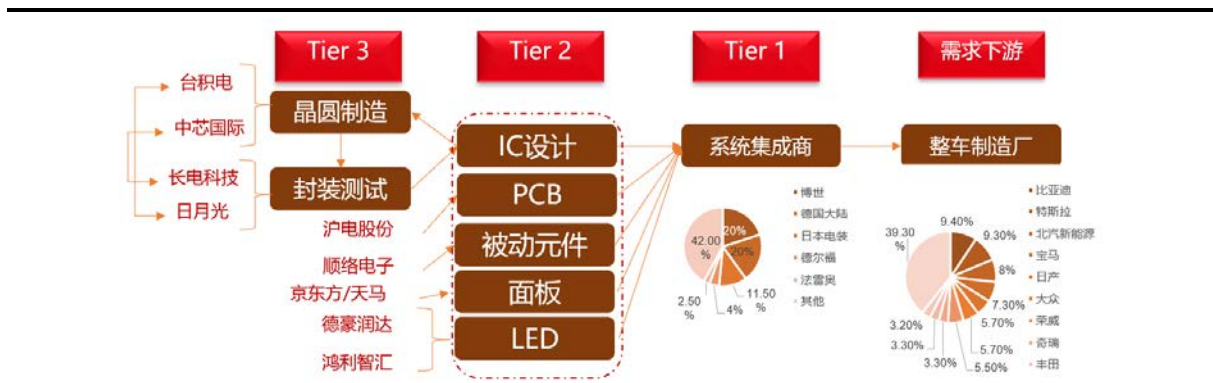 Tier 3
Tier 2
Tier 1
需求下游
台积电
中芯国际
长电科技
日月光
晶圆制造
封装测试
沪电股份
顺络电子
京东方/天马
德豪润达
鸿利智汇
IC设计
PCB
被动元件
面板
LED
系统集成商
整车制造厂
博世
德国大陆
日本电装
德尔福
法雷奥
其他
20%
20%
11.50
%
4%
2.50
%
42.00
%
比亚迪
特斯拉
北汽新能源
宝马
日产
大众
荣威
奇瑞
丰田
9.40%
9.30%
8%
7.30%
5.70%
5.70%
5.50%
3.30%
3.30%
3.20%
39.30
%